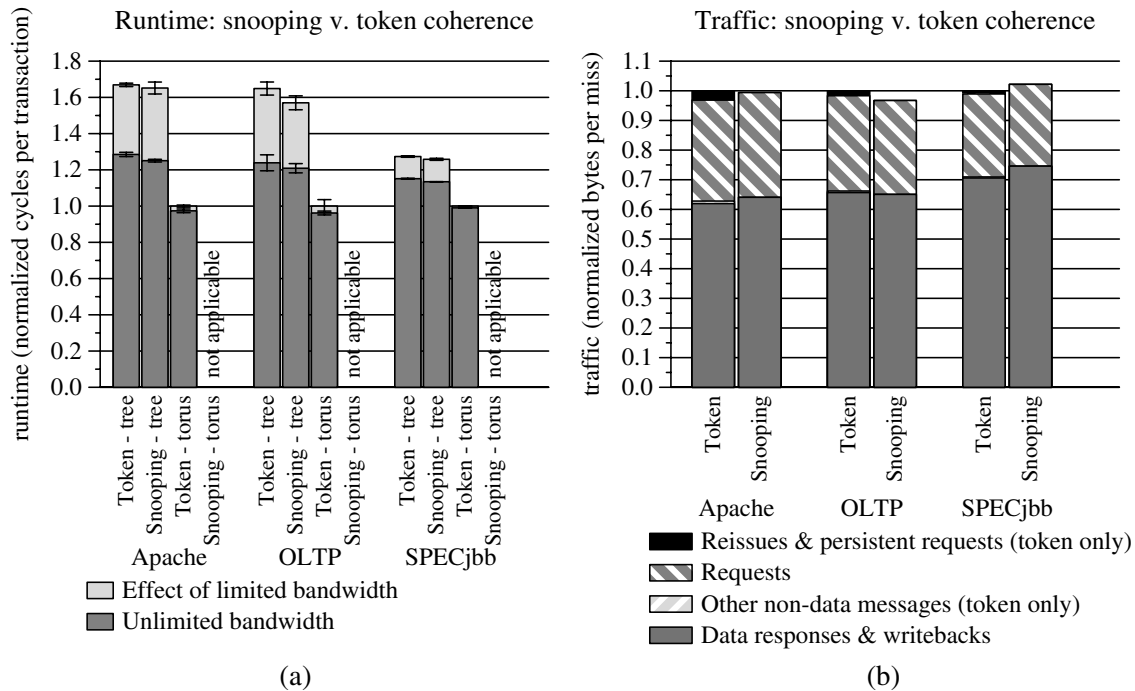 Runtime: snooping v. token coherence
runtime (normalized cycles per transaction)
1.8
1.6
1.4
1.2
1.0
0.8
0.6
0.4
0.2
0.0
not applicable
not applicable
not applicable
Token - tree
Snooping - tree
Token - torus
Snooping - torus
Token - tree
Snooping - tree
Token - torus
Snooping - torus
Token - tree
Snooping - tree
Token - torus
Snooping - torus
Apache
OLTP
SPECjbb
Effect of limited bandwidth
Unlimited bandwidth
(a)
Traffic: snooping v. token coherence
traffic (normalized bytes per miss)
1.1
1.0
0.9
0.8
0.7
0.6
0.5
0.4
0.3
0.2
0.1
0.0
Token
Snooping
Token
Snooping
Token
Snooping
Apache
OLTP
SPECjbb
Reissues & persistent requests (token only)
Requests
Other non-data messages (token only)
Data responses & writebacks
(b)